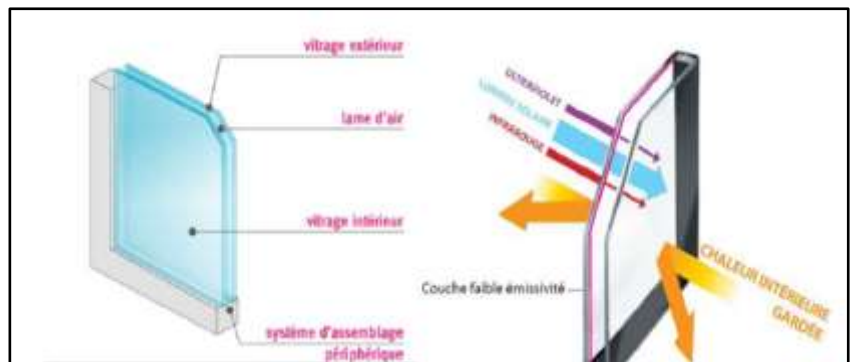 vitrage extérieur
lame d'air
vitrage intérieur
système d'assemblage
périphérique
ULTRAVIOLET
LUMIÈRE SOLAIRE
INFRAROUGE
Couche faible émissivité
CHALEUR INTÉRIEURE
GARDÉE